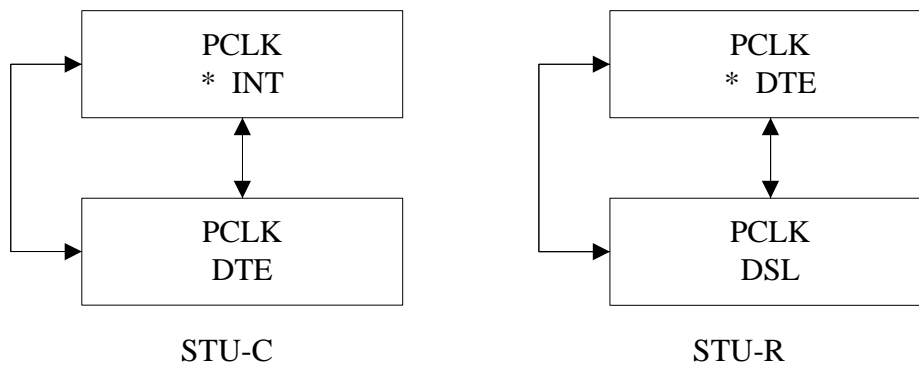 PCLK
* INT
PCLK
DTE
STU-C
PCLK
* DTE
PCLK
DSL
STU-R